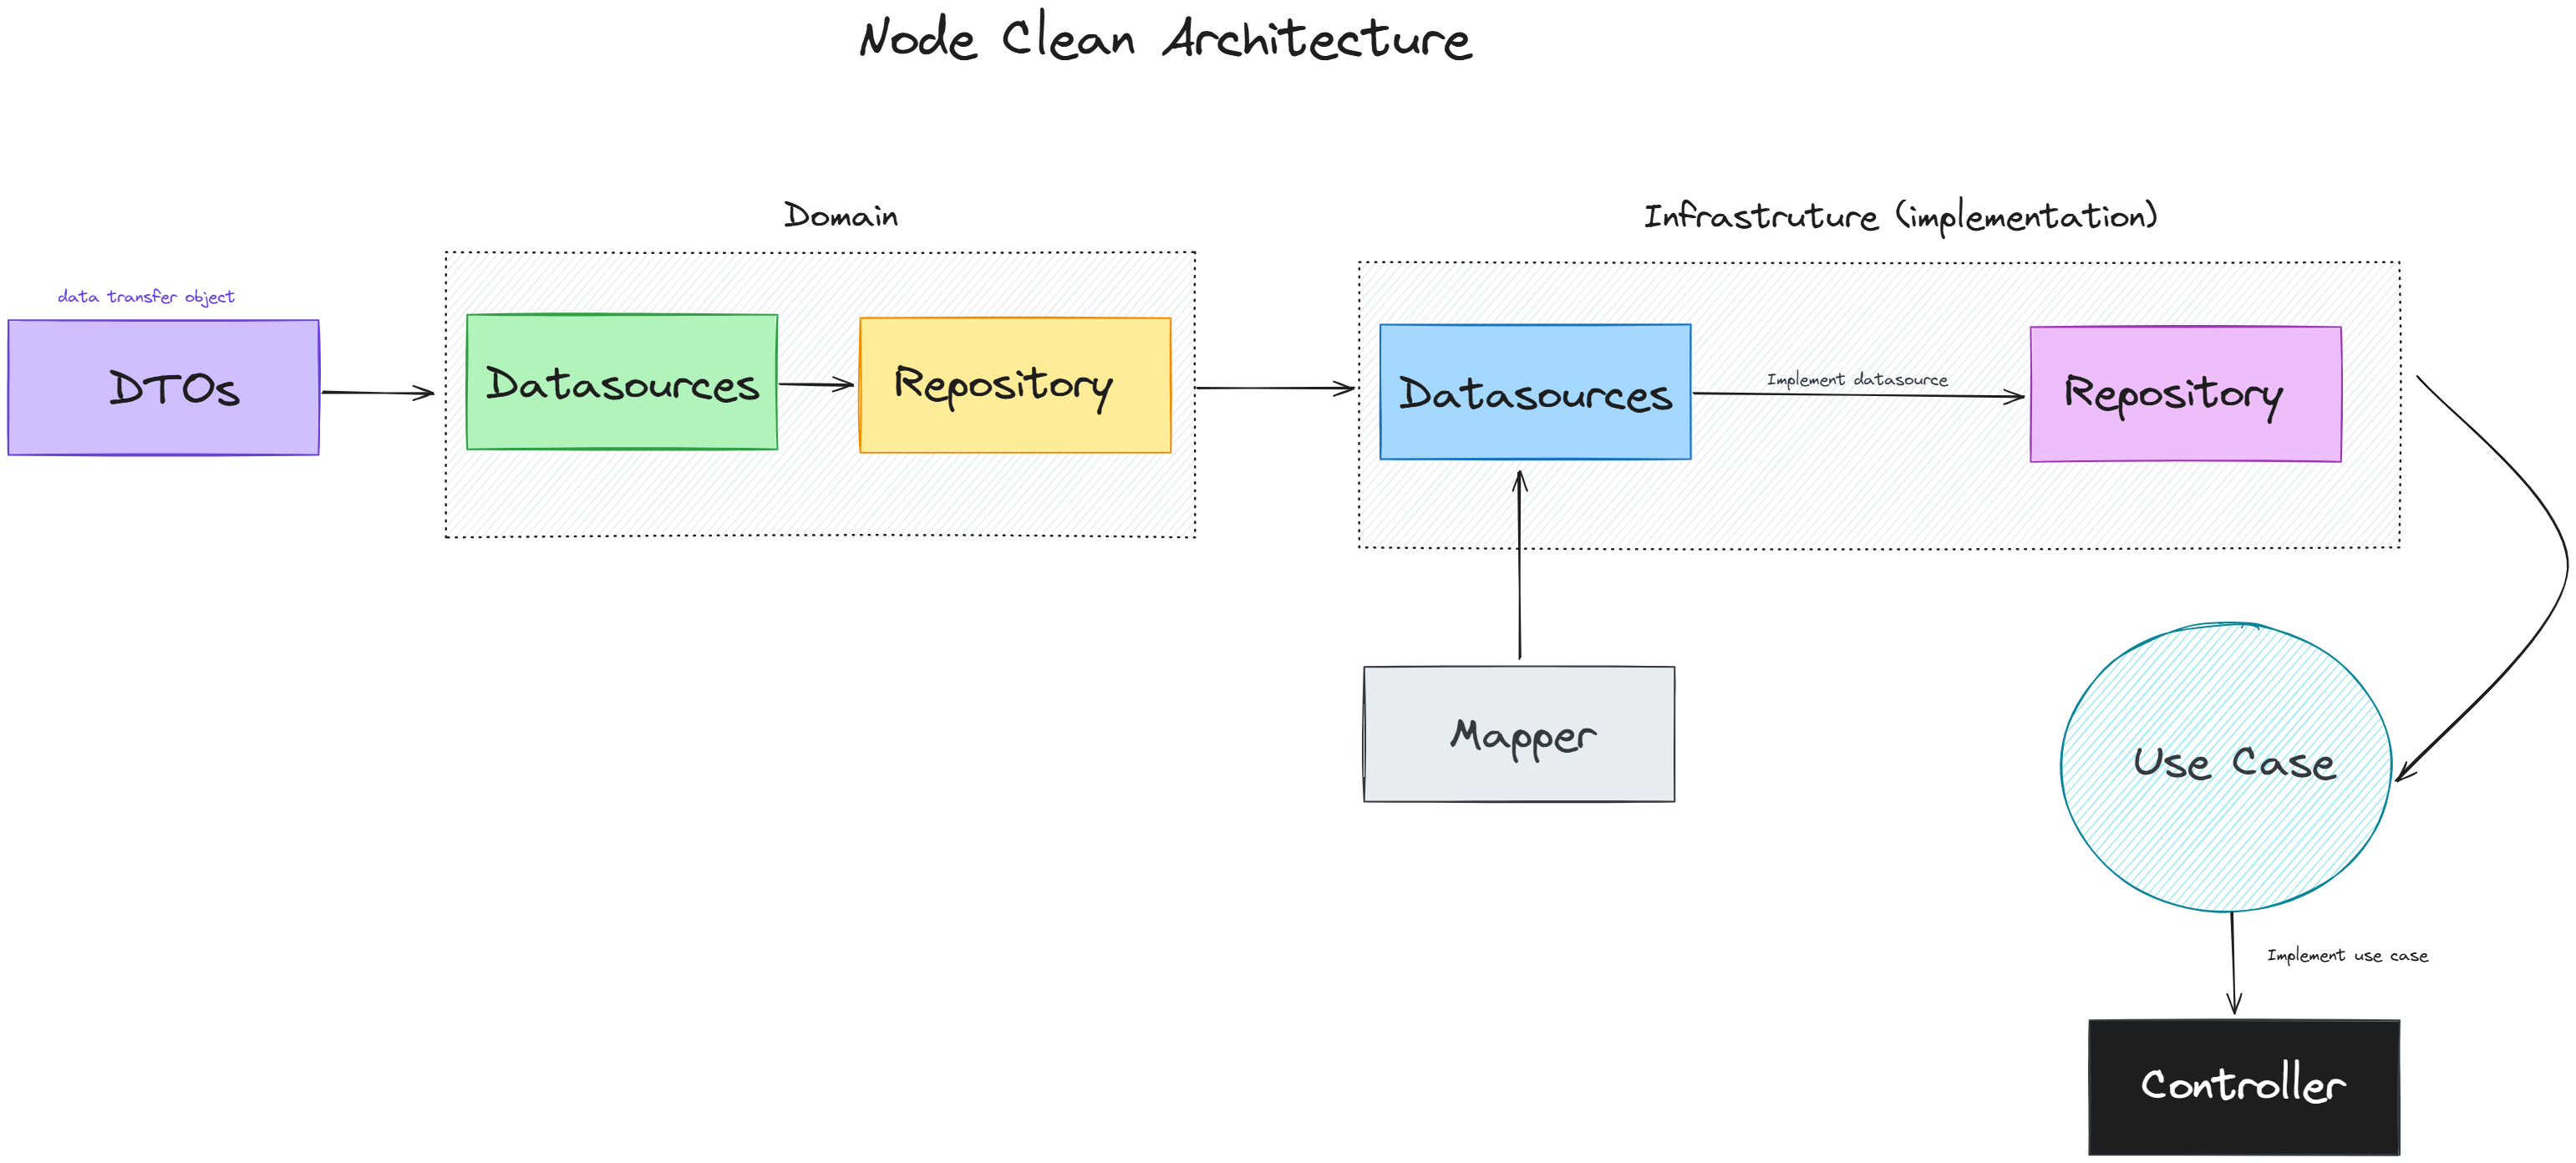 Node Clean Architecture
Domain
Infrastruture (implementation)
data transfer object
DTOs
Datasources
Repository
Datasources
Implement datasource
Repository
Mapper
Use Case
Implement use case
Controller